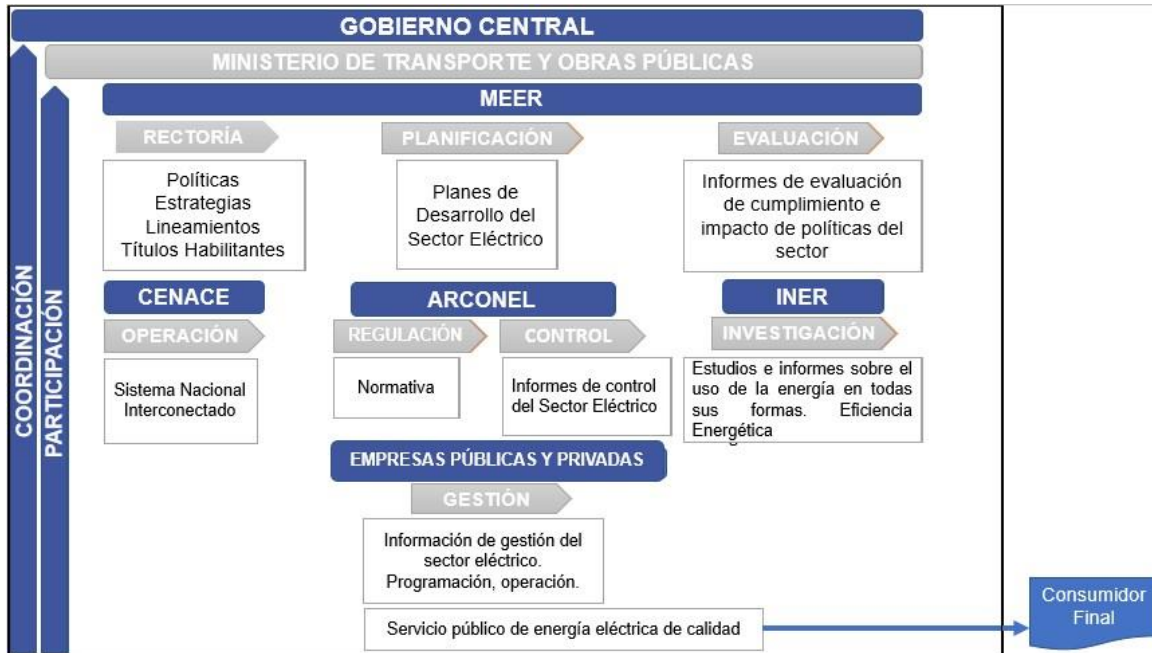 GOBIERNO CENTRAL
MINISTERIO DE TRANSPORTE Y OBRAS PÚBLICAS
MEER
COORDINACIÓN
PARTICIPACIÓN
RECTORÍA
Políticas
Estrategias
Lineamientos
Títulos Habilitantes
PLANIFICACIÓN
Planes de
Desarrollo del
Sector Eléctrico
EVALUACIÓN
Informes de evaluación
de cumplimiento e
impacto de políticas del
sector
CENACE
OPERACIÓN
Sistema Nacional
Interconectado
ARCONEL
REGULACIÓN
Normativa
CONTROL
Informes de control
del Sector Eléctrico
INER
INVESTIGACIÓN
Estudios e informes sobre el
uso de la energía en todas
sus formas. Eficiencia
Energética
EMPRESAS PÚBLICAS Y PRIVADAS
GESTIÓN
Información de gestión del
sector eléctrico.
Programación, operación.
Servicio público de energía eléctrica de calidad
Consumidor
Final